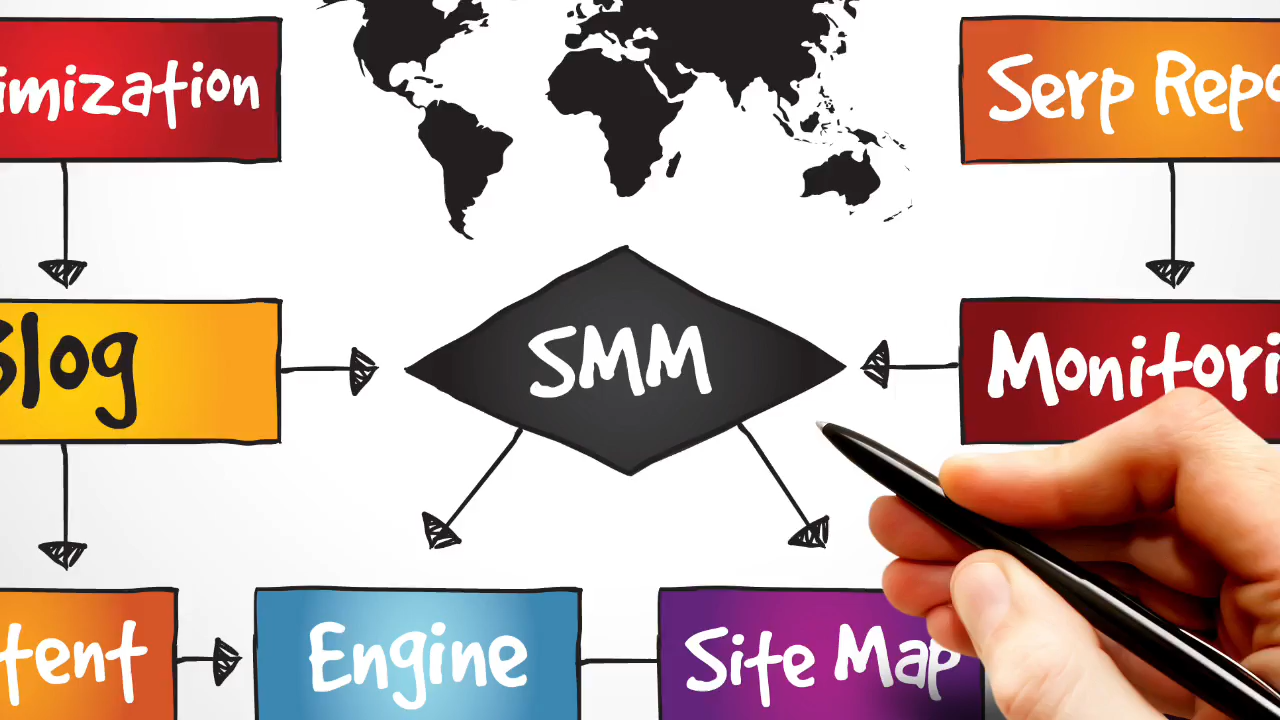 imization
Serp Repo
Blog
SMM
Monitori
tent
Engine
Site Map